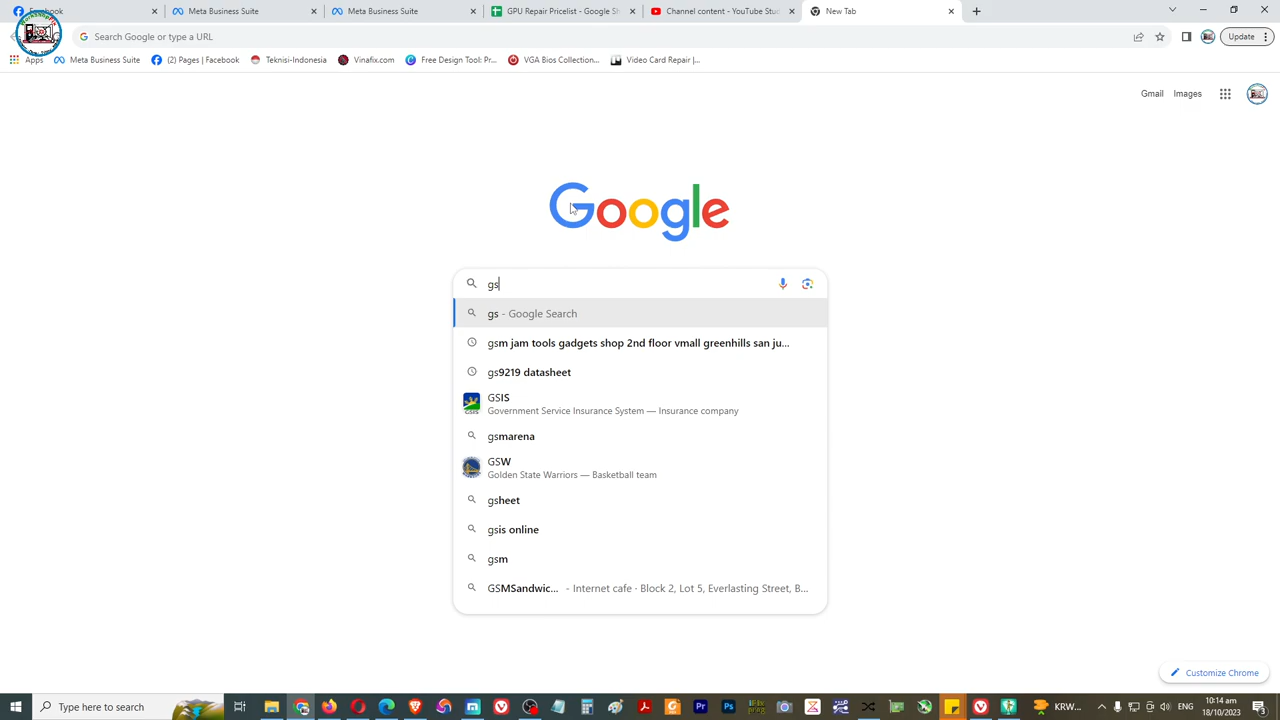 Facebook
Meta Business Suite
Meta Business Suite
GPU Repair Pricelist - Google Sh
Channel content - YouTube Stu
New Tab
Search Google or type a URL
Update
Apps
Meta Business Suite
(2) Pages | Facebook
Teknisi-Indonesia
Vinafix.com
Free Design Tool: Pr...
VGA Bios Collection...
Video Card Repair |...
Gmail
Images
Google
gs
gs - Google Search
gsm jam tools gadgets shop 2nd floor vmall greenhills san ju...
gs9219 datasheet
GSIS
Government Service Insurance System — Insurance company
gsmarena
GSW
Golden State Warriors — Basketball team
gsheet
gsis online
gsm
GSMSandwic... - Internet cafe · Block 2, Lot 5, Everlasting Street, B...
Customize Chrome
Type here to search
KRW...
10:14 am
18/10/2023